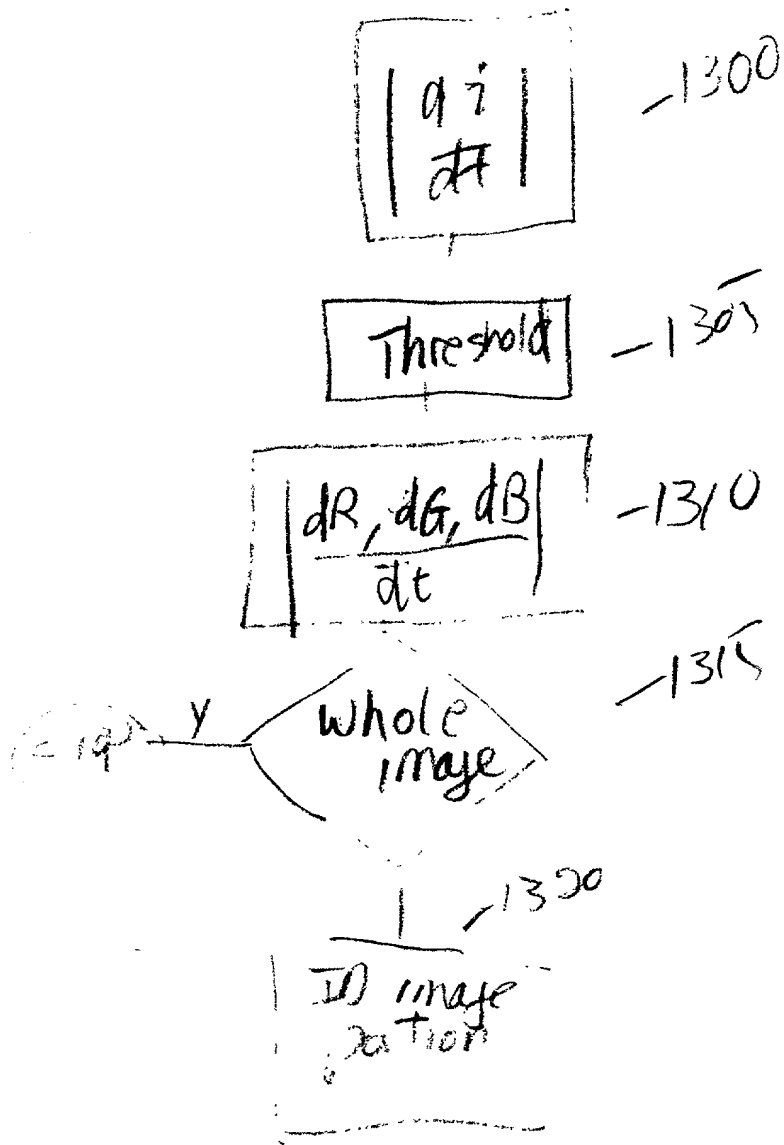 | di | -1300
| dt |
Threshold -1305
| dR, dG, dB | -1310
dt
-1315
Y whole
image
-1320
ID image